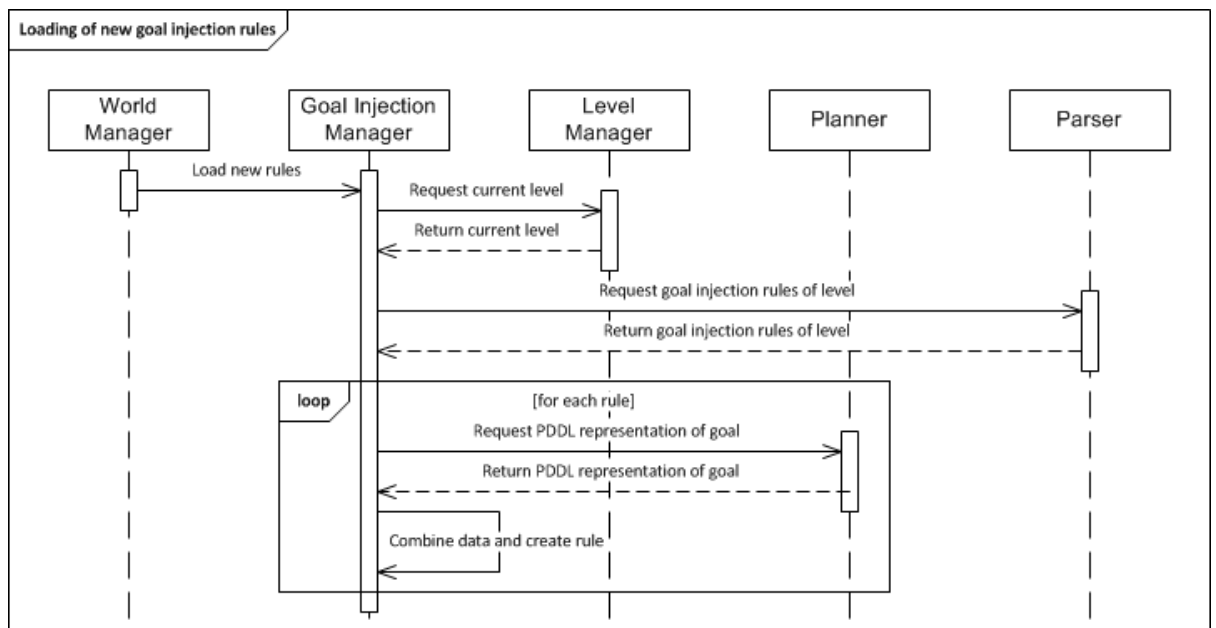 Loading of new goal injection rules
World
Manager
Goal Injection
Manager
Level
Manager
Planner
Parser
Load new rules
Request current level
Return current level
Request goal injection rules of level
Return goal injection rules of level
loop
[for each rule]
Request PDDL representation of goal
Return PDDL representation of goal
Combine data and create rule